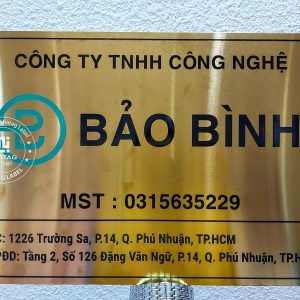 CÔNG TY TNHH CÔNG NGHỆ
BẢO BÌNH
MST : 0315635229
C: 1226 Trường Sa, P.14, Q. Phú Nhuận, TP.HCM
PĐD: Tầng 2, Số 126 Đặng Văn Ngữ, P.14, Q. Phú Nhuận, TP.H